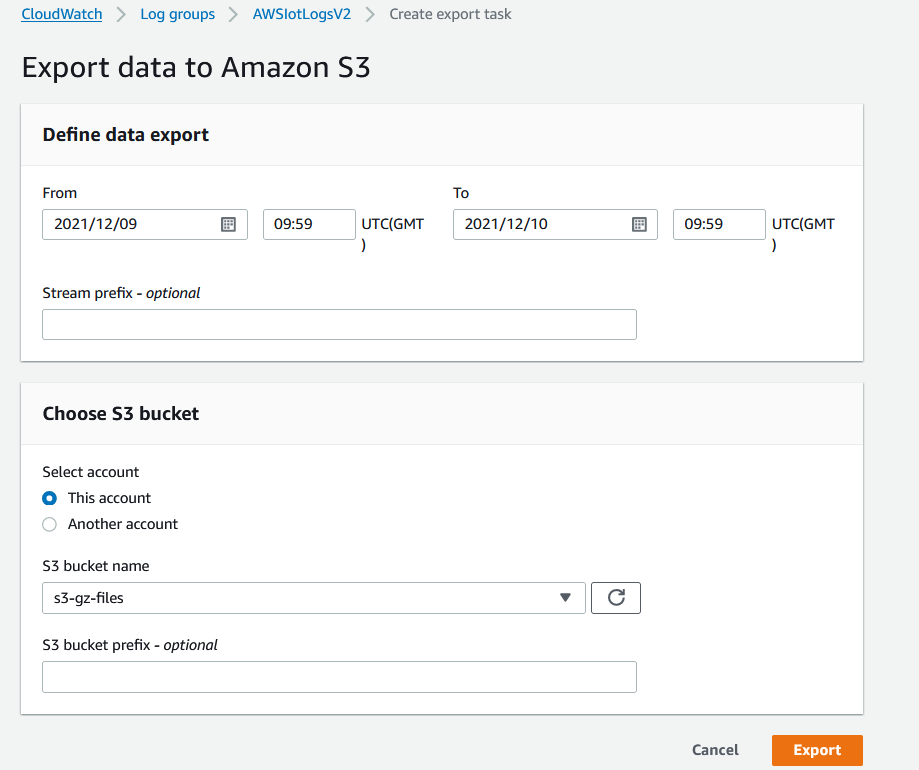 CloudWatch > Log groups > AWSIotLogsV2 > Create export task
Export data to Amazon S3
Define data export
From To
2021/12/09 09:59 UTC(GMT 2021/12/10 09:59 UTC(GMT
) )
Stream prefix - optional
Choose S3 bucket
Select account
This account
Another account
S3 bucket name
s3-gz-files
S3 bucket prefix - optional
Cancel Export